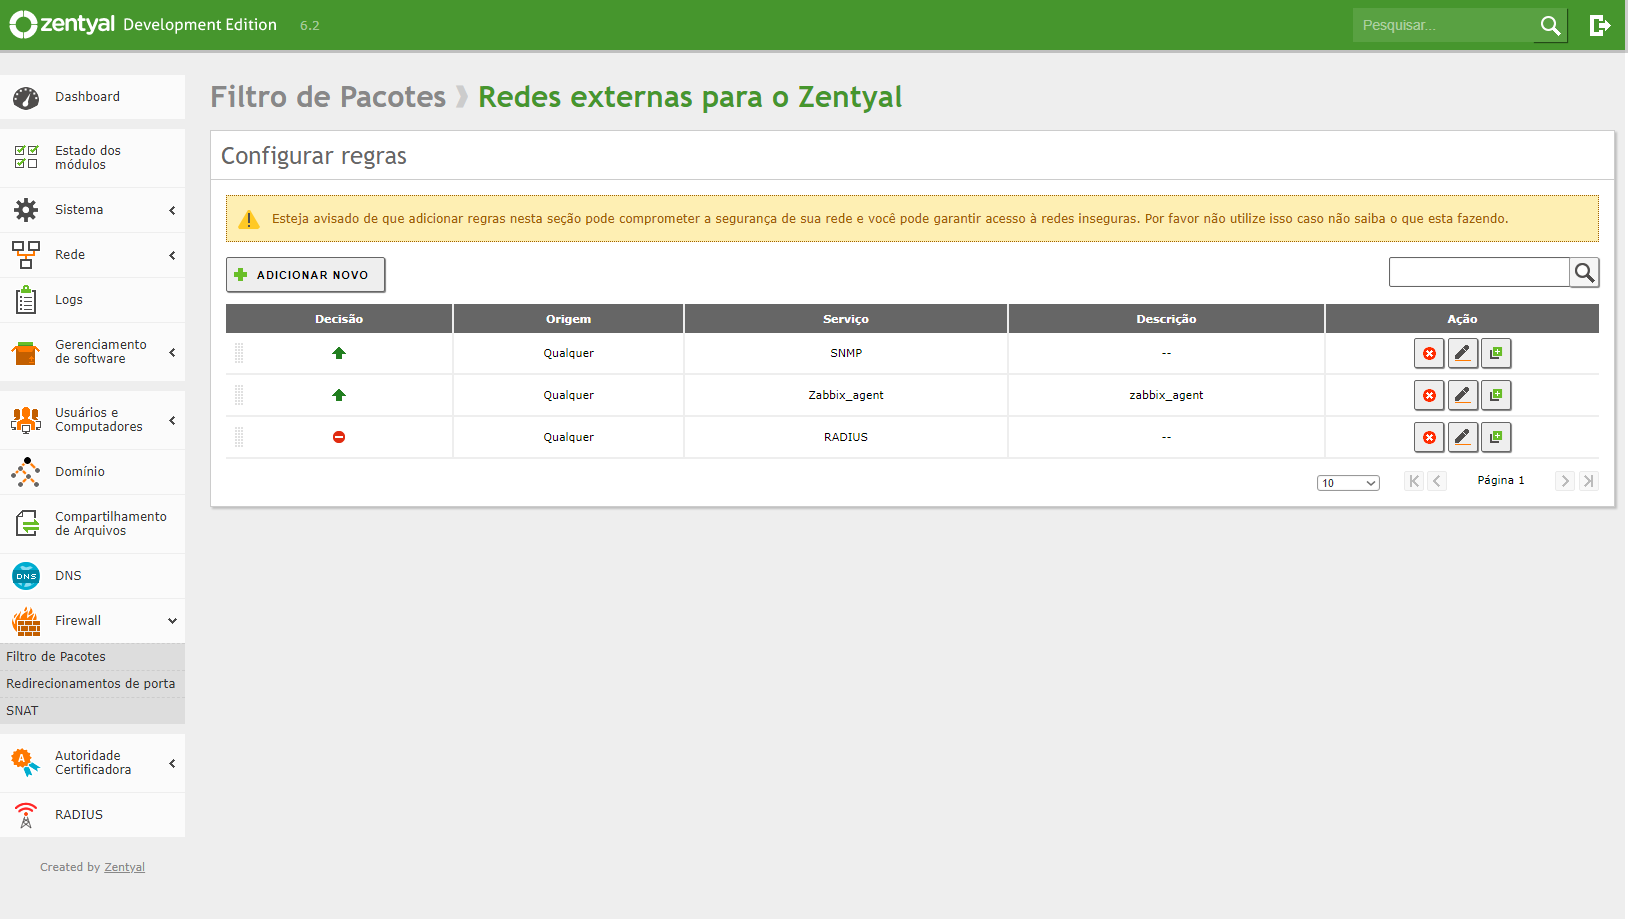 zentyal Development Edition 6.2
Pesquisar...
Dashboard
Estado dos
módulos
Sistema
Rede
Logs
Gerenciamento
de software
Usuários e
Computadores
Domínio
Compartilhamento
de Arquivos
DNS
DNS
Firewall
Filtro de Pacotes
Redirecionamentos de porta
SNAT
A
Autoridade
Certificadora
RADIUS
Created by Zentyal
Filtro de Pacotes Redes externas para o Zentyal
Configurar regras
Esteja avisado de que adicionar regras nesta seção pode comprometer a segurança de sua rede e você pode garantir acesso à redes inseguras. Por favor não utilize isso caso não saiba o que esta fazendo.
ADICIONAR NOVO
Decisão Origem Serviço Descrição Ação
Qualquer SNMP --
Qualquer Zabbix_agent zabbix_agent
Qualquer RADIUS --
10 Página 1